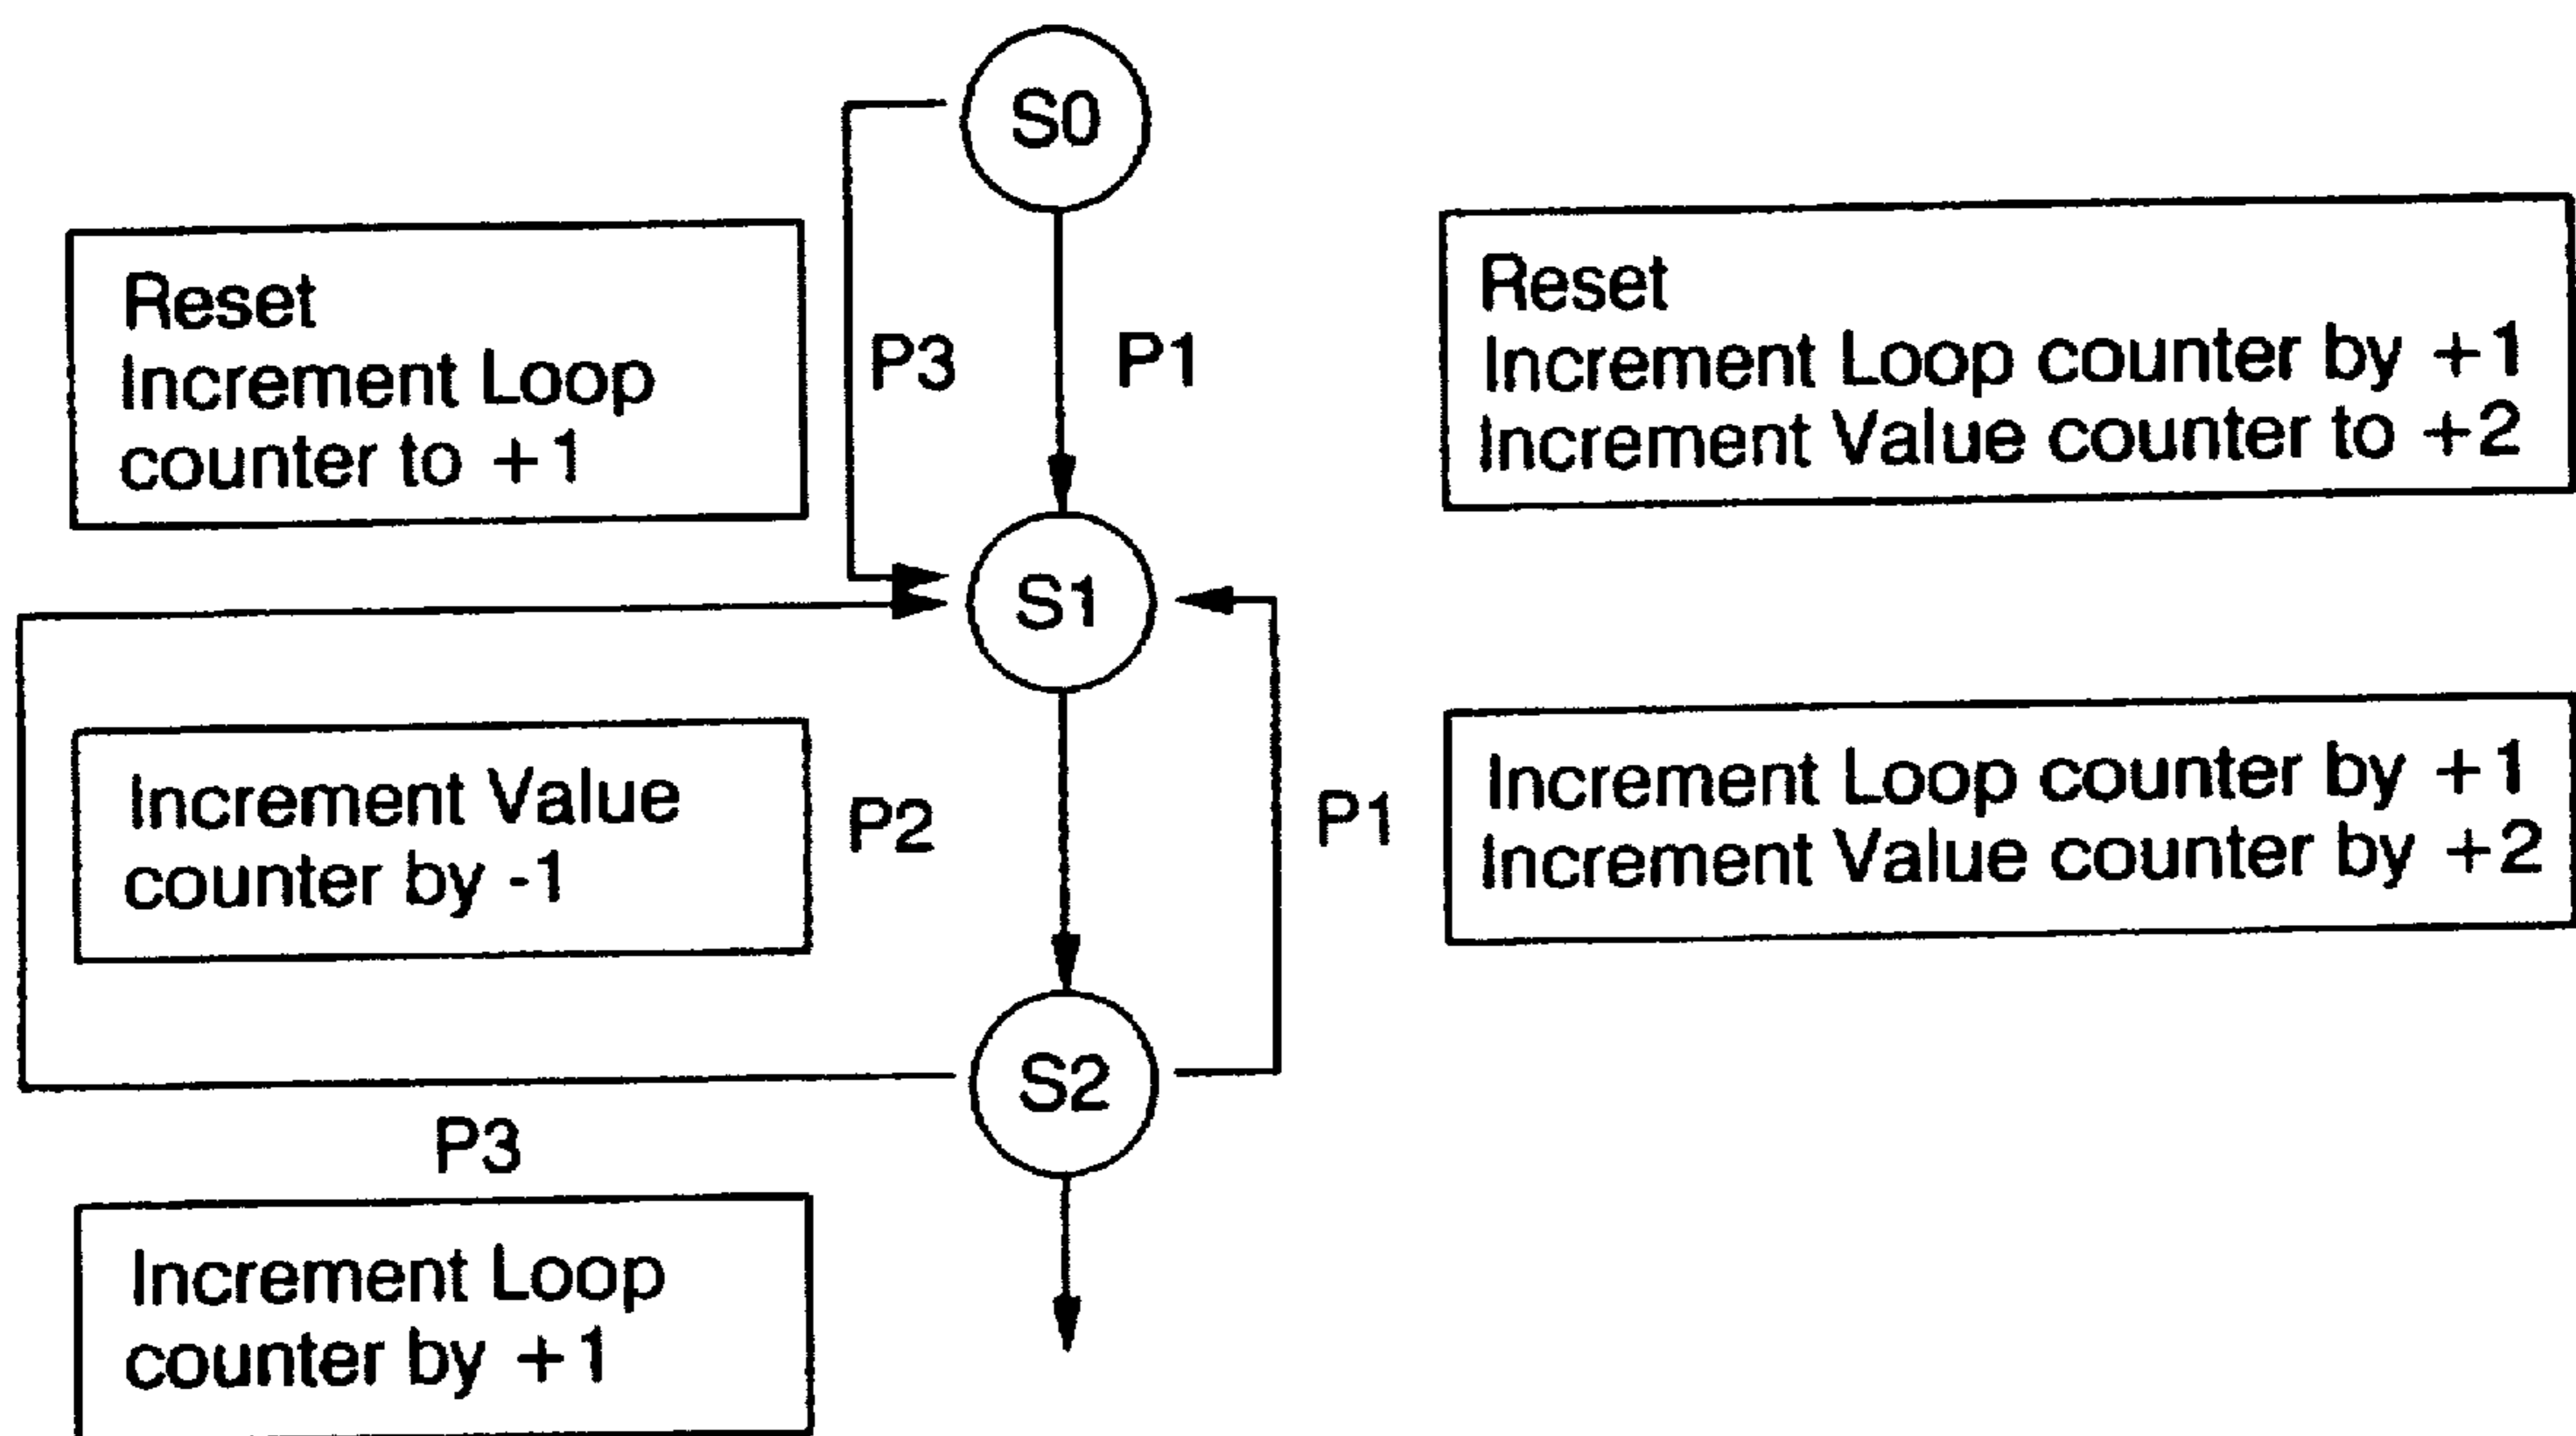 S0
Reset
Increment Loop
counter to +1
P3
P1
Reset
Increment Loop counter by +1
Increment Value counter to +2
S1
Increment Value
counter by -1
P2
P1
Increment Loop counter by +1
Increment Value counter by +2
S2
P3
Increment Loop
counter by +1